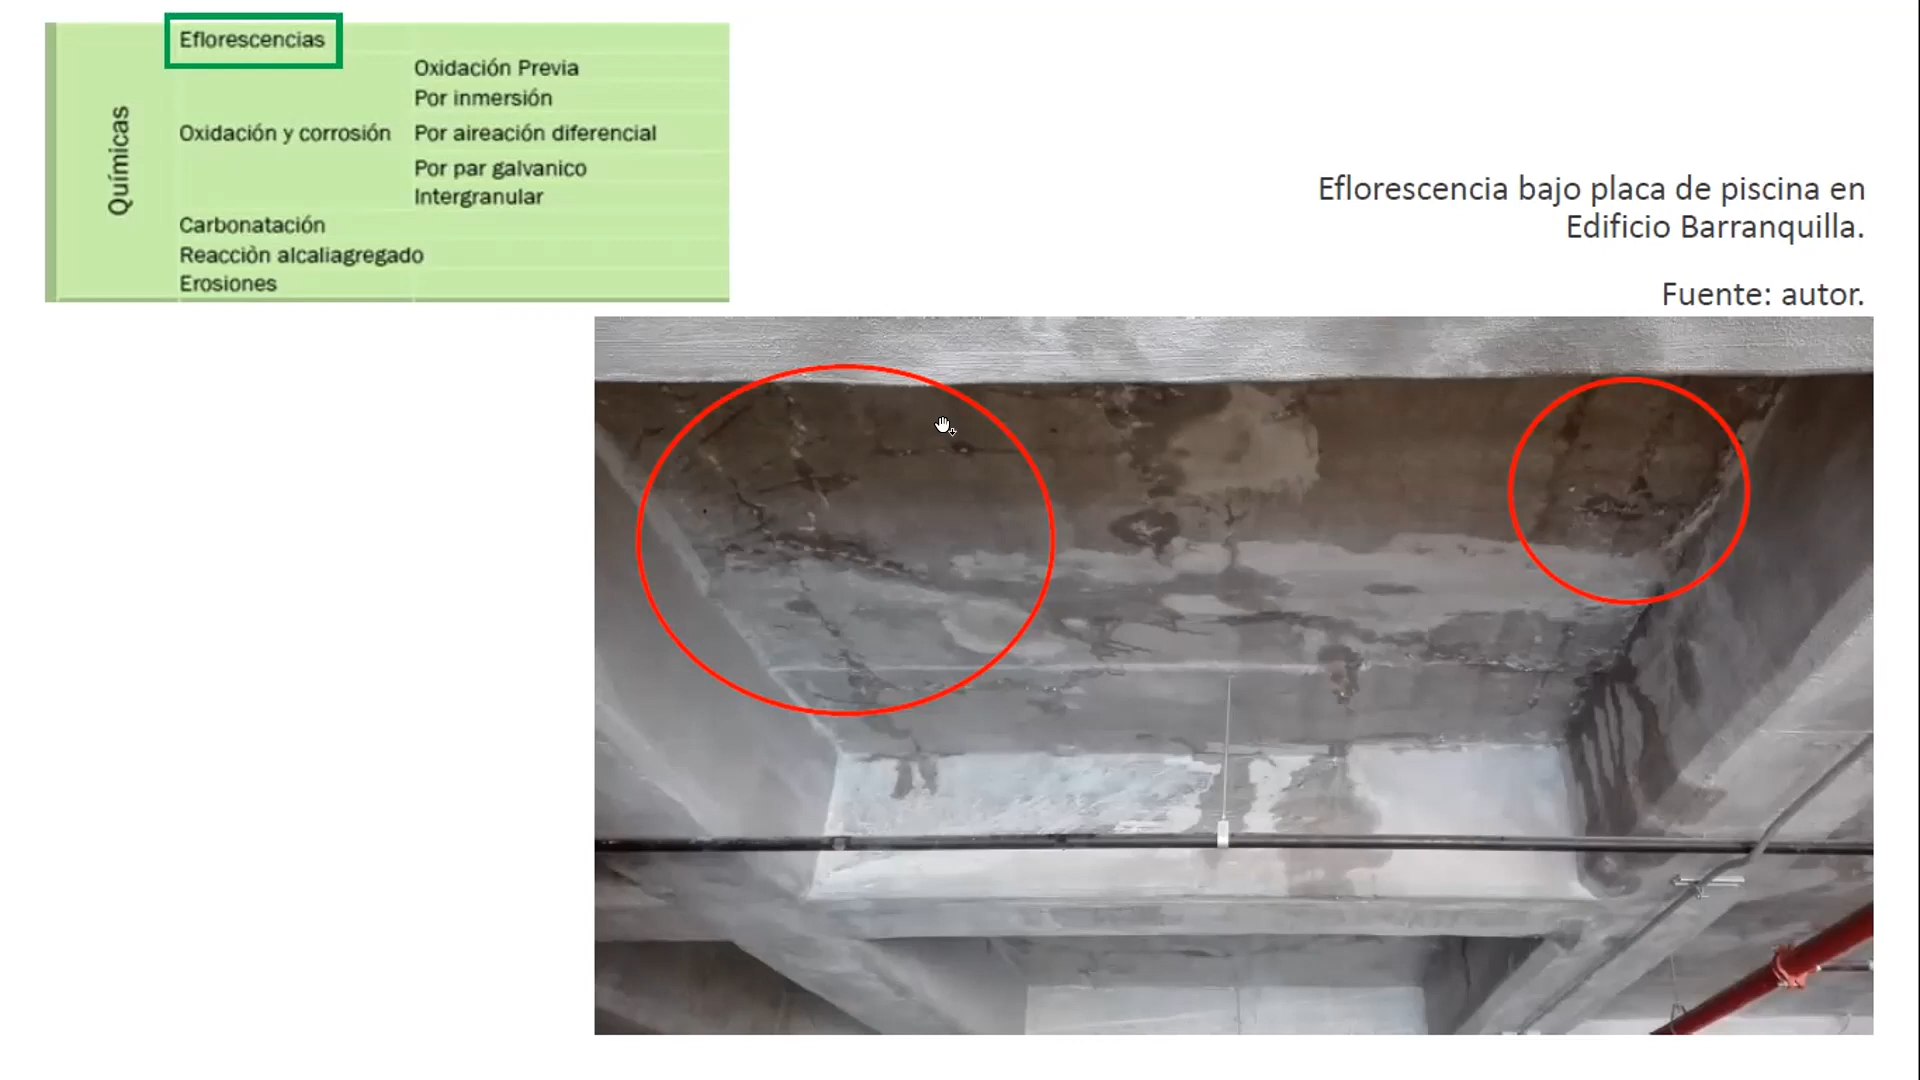 Eflorescencias
Oxidación Previa
Por inmersión
Oxidación y corrosión Por aireación diferencial
Por par galvanico
Intergranular
Químicas
Carbonatación
Reacciòn alcaliagregado
Erosiones
Eflorescencia bajo placa de piscina en
Edificio Barranquilla.
Fuente: autor.